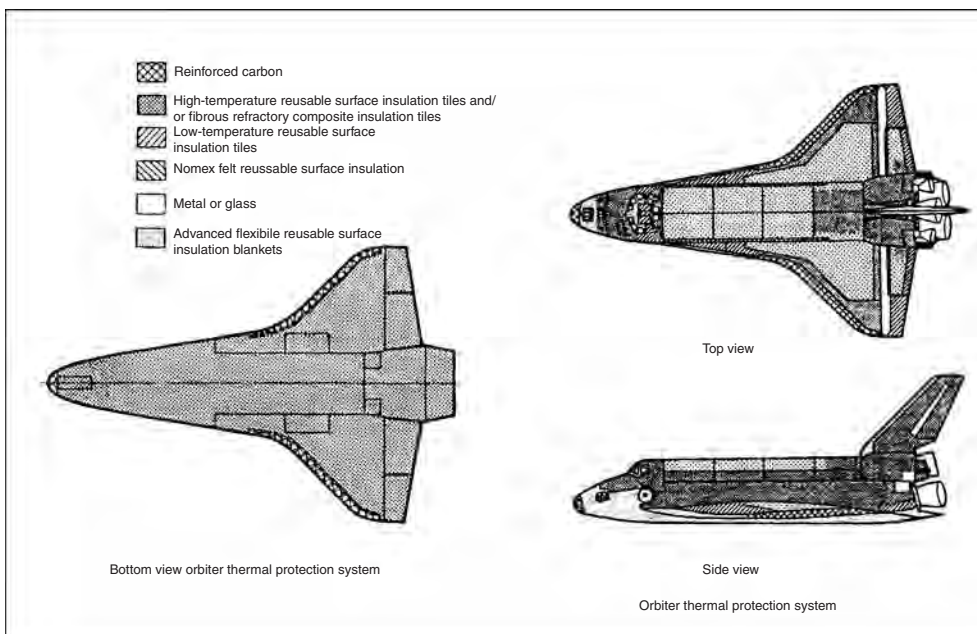 Reinforced carbon
High-temperature reusable surface insulation tiles and/
or fibrous refractory composite insulation tiles
Low-temperature reusable surface
insulation tiles
Nomex felt reussable surface insulation
Metal or glass
Advanced flexibile reusable surface
insulation blankets
Top view
Bottom view orbiter thermal protection system
Side view
Orbiter thermal protection system